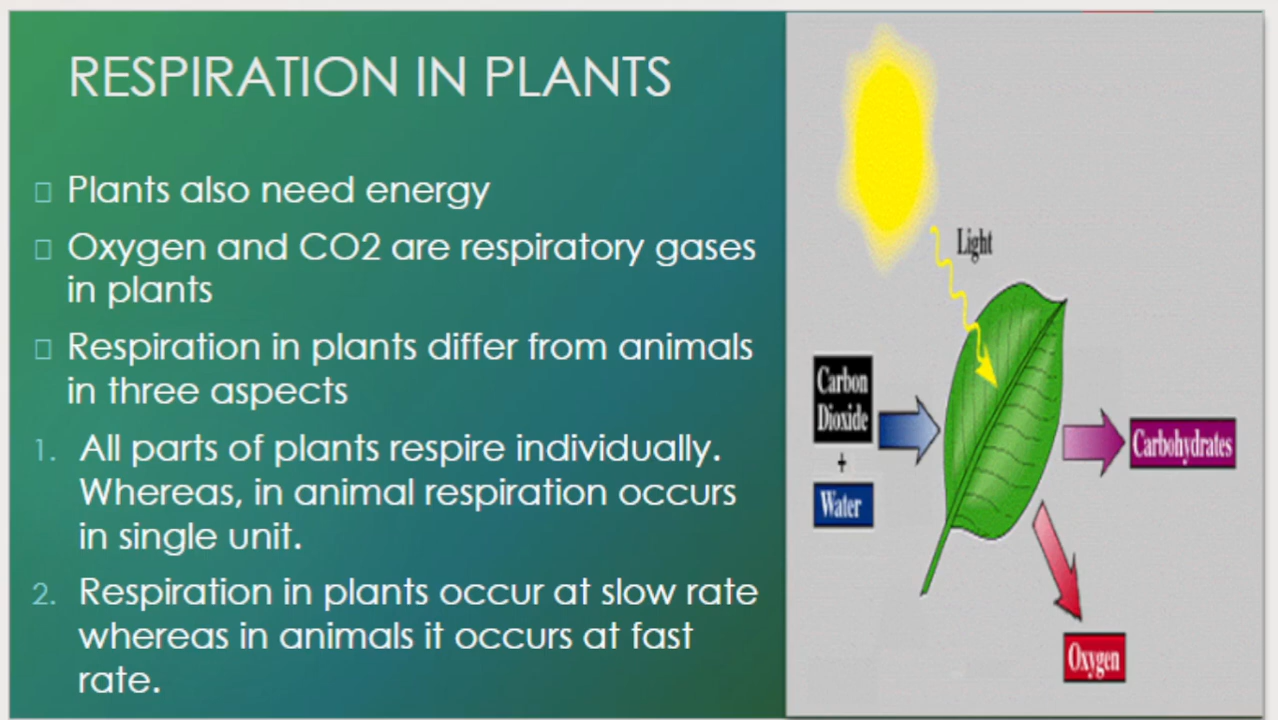 RESPIRATION IN PLANTS
Plants also need energy
Oxygen and CO2 are respiratory gases
in plants
Respiration in plants differ from animals
in three aspects
1. All parts of plants respire individually.
Whereas, in animal respiration occurs
in single unit.
2. Respiration in plants occur at slow rate
whereas in animals it occurs at fast
rate.
Light
Carbon
Dioxide
+
Water
Carbohydrates
Oxygen